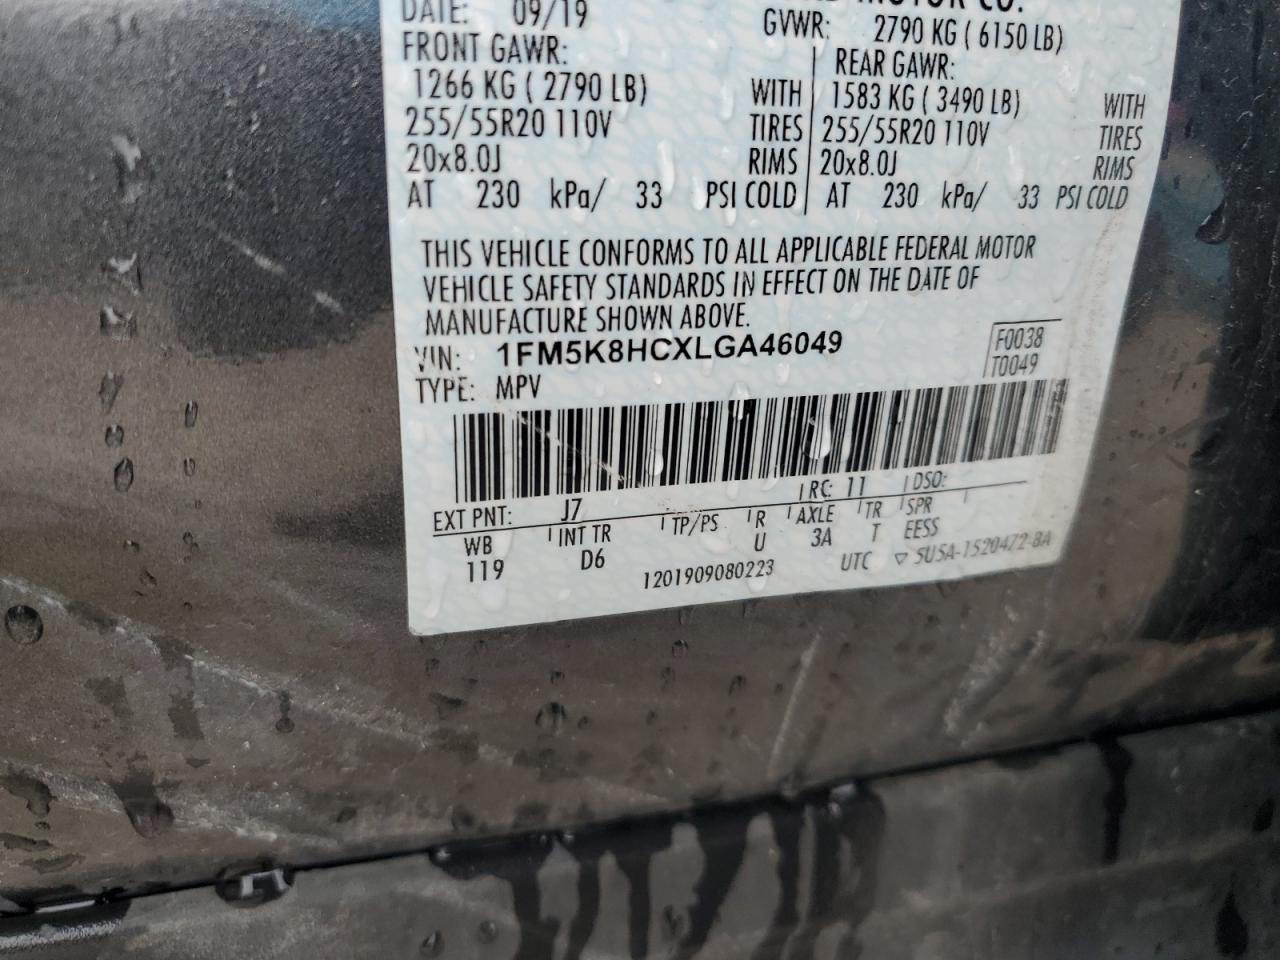 DATE: 09/19 MOTOR CO.
GVWR: 2790 KG ( 6150 LB)
FRONT GAWR: REAR GAWR:
1266 KG ( 2790 LB) WITH 1583 KG ( 3490 LB) WITH
255/55R20 110V TIRES 255/55R20 110V TIRES
20x8.0J RIMS 20x8.0J RIMS
AT 230 kPa/ 33 PSI COLD AT 230 kPa/ 33 PSI COLD
THIS VEHICLE CONFORMS TO ALL APPLICABLE FEDERAL MOTOR
VEHICLE SAFETY STANDARDS IN EFFECT ON THE DATE OF
MANUFACTURE SHOWN ABOVE.
VIN: 1FM5K8HCXLGA46049 F0038
TYPE: MPV T0049
EXT PNT: J7 RC: 11 DSO:
WB INT TR TP/PS R AXLE TR SPR
119 D6 U 3A T EESS
1201909080223 UTC ▽ 5U5A-1520472-BA